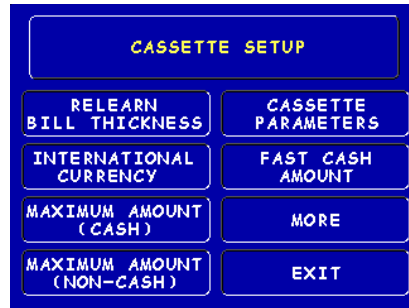 CASSETTE SETUP
RELEARN
BILL THICKNESS
CASSETTE
PARAMETERS
INTERNATIONAL
CURRENCY
FAST CASH
AMOUNT
MAXIMUM AMOUNT
(CASH)
MORE
MAXIMUM AMOUNT
(NON-CASH)
EXIT